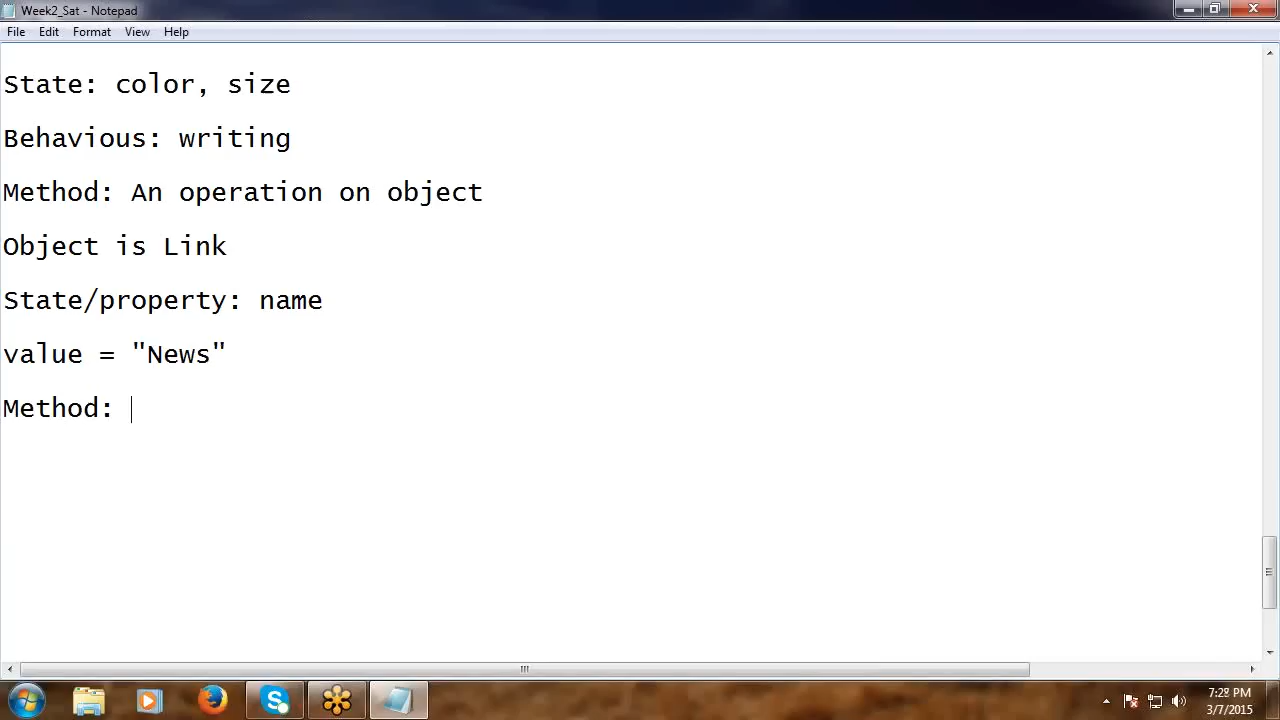 Week2_Sat - Notepad
File Edit Format View Help
State: color, size
Behavious: writing
Method: An operation on object
Object is Link
State/property: name
value = "News"
Method:
7:28 PM
3/7/2015